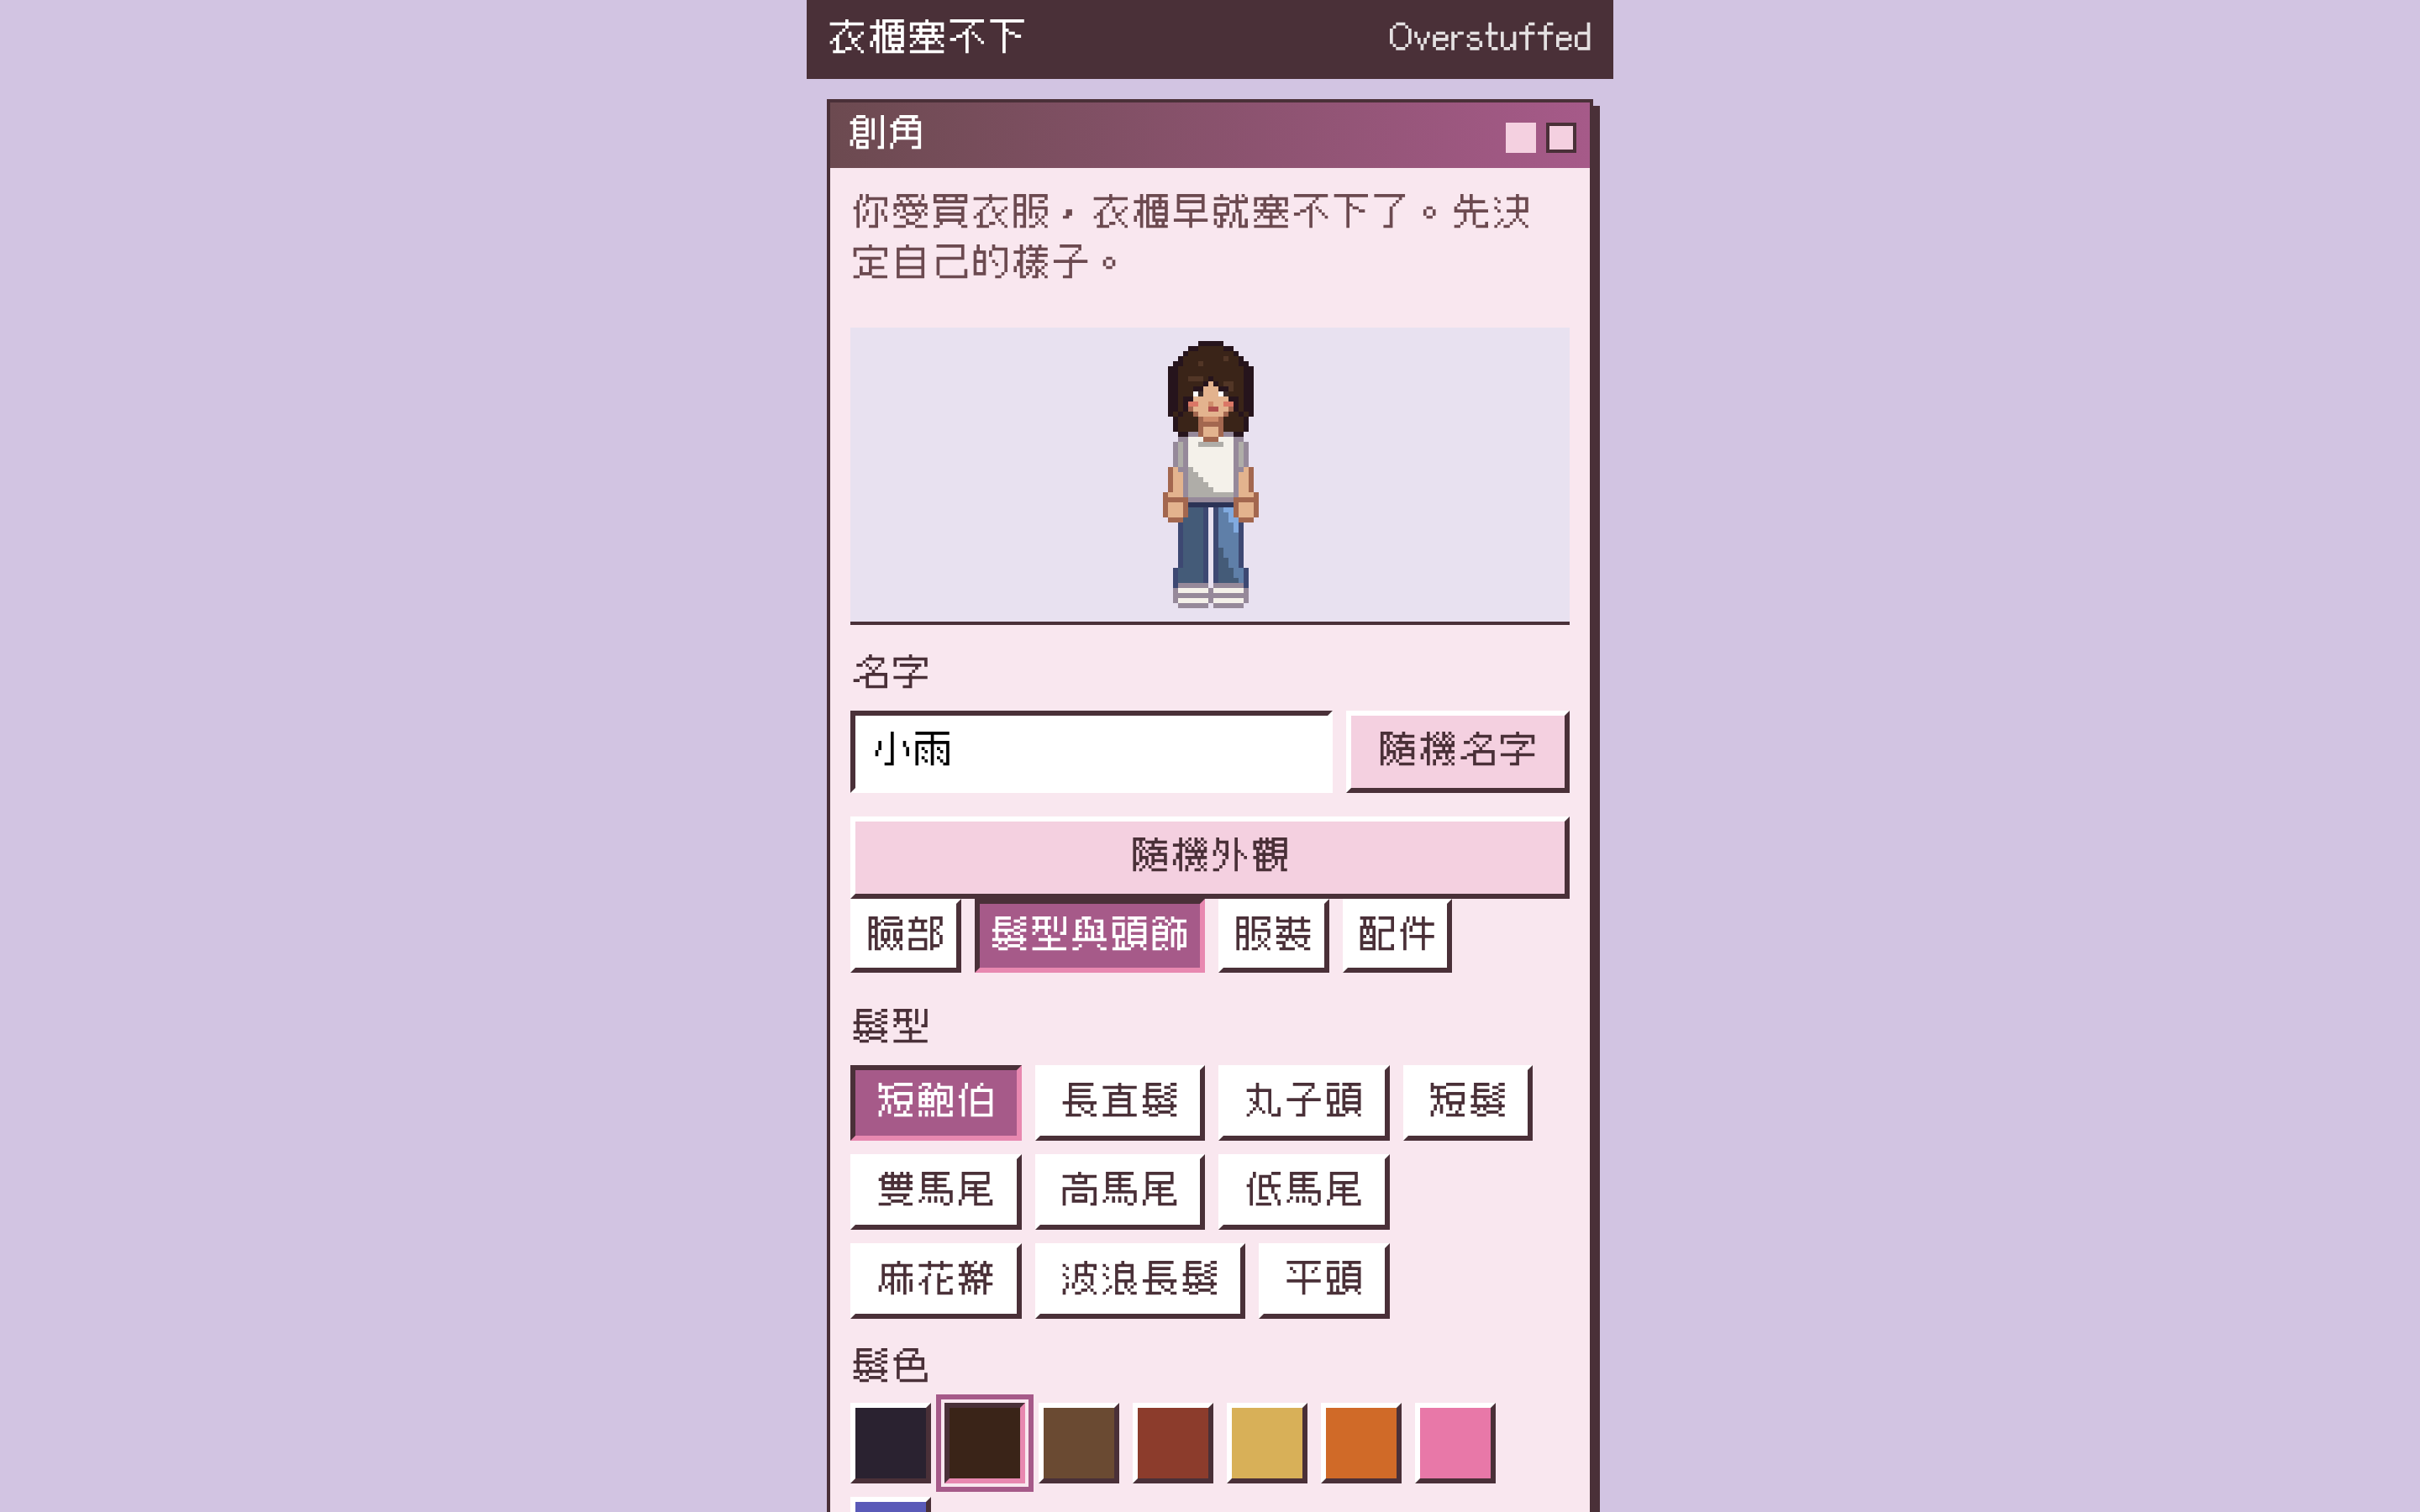 衣櫃塞不下 Overstuffed
創角
你愛買衣服，衣櫃早就塞不下了。先決
定自己的樣子。
名字
小雨 隨機名字
隨機外觀
臉部 髮型與頭飾 服裝 配件
髮型
短鮑伯 長直髮 丸子頭 短髮
雙馬尾 高馬尾 低馬尾
麻花辮 波浪長髮 平頭
髮色